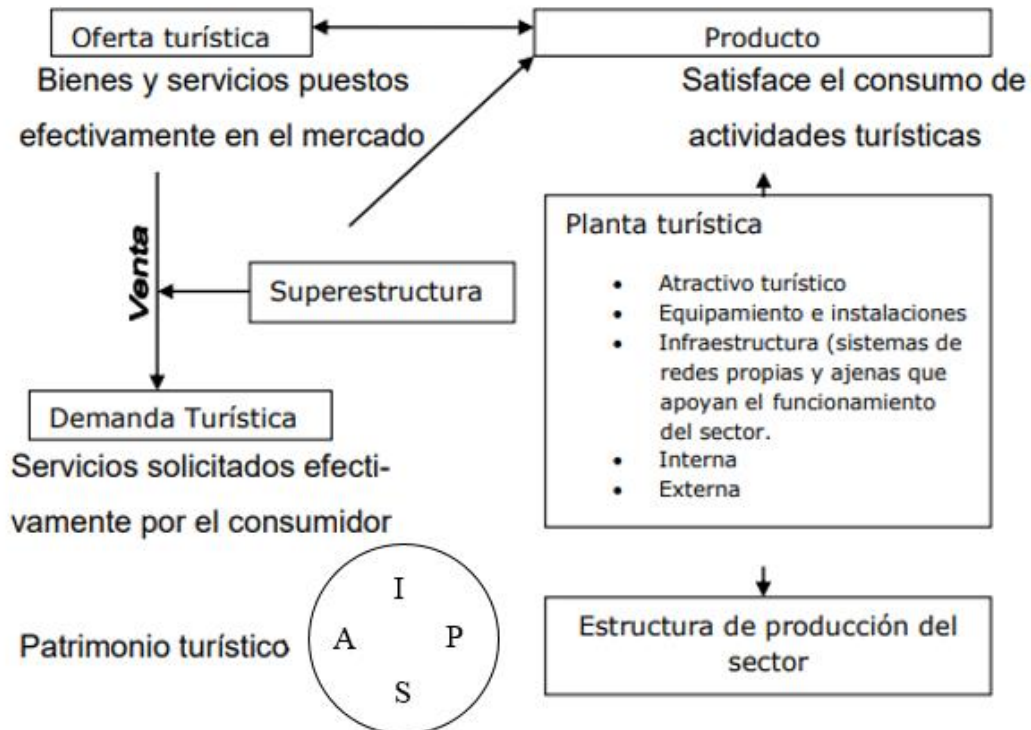 Oferta turística
Producto
Bienes y servicios puestos
efectivamente en el mercado
Satisface el consumo de
actividades turísticas
Venta
Superestructura
Planta turística
• Atractivo turístico
• Equipamiento e instalaciones
• Infraestructura (sistemas de
redes propias y ajenas que
apoyan el funcionamiento
del sector.
• Interna
• Externa
Demanda Turística
Servicios solicitados efecti-
vamente por el consumidor
Patrimonio turístico
I
A P
S
Estructura de producción del
sector